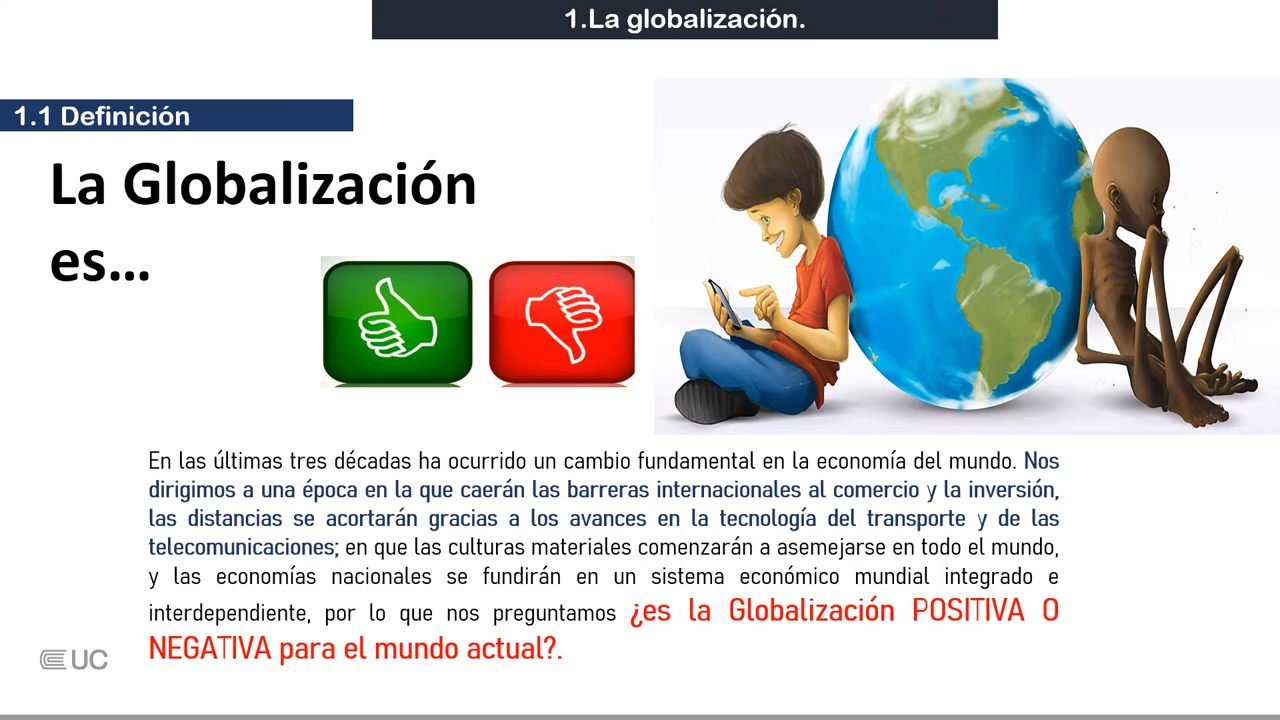 1.La globalización.
1.1 Definición
La Globalización
es...
En las últimas tres décadas ha ocurrido un cambio fundamental en la economía del mundo. Nos
dirigimos a una época en la que caerán las barreras internacionales al comercio y la inversión,
las distancias se acortarán gracias a los avances en la tecnología del transporte y de las
telecomunicaciones; en que las culturas materiales comenzarán a asemejarse en todo el mundo,
y las economías nacionales se fundirán en un sistema económico mundial integrado e
interdependiente, por lo que nos preguntamos ¿es la Globalización POSITIVA O
NEGATIVA para el mundo actual?.
UC